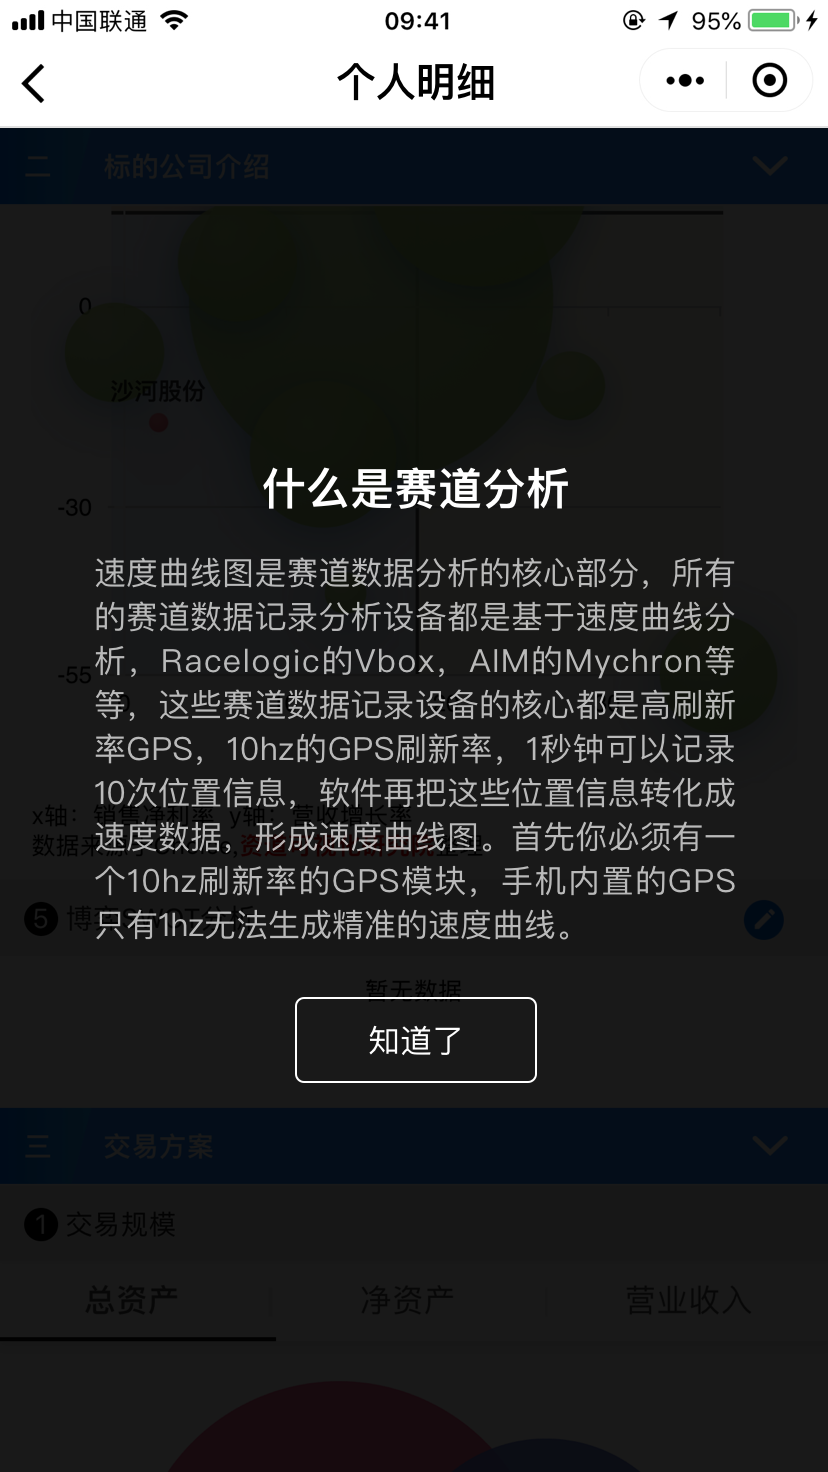 中国联通
09:41
95%
个人明细
二 标的公司介绍
0
沙河股份
-30
什么是赛道分析
速度曲线图是赛道数据分析的核心部分，所有
的赛道数据记录分析设备都是基于速度曲线分
析，Racelogic的Vbox，AIM的Mychron等
-55
等，这些赛道数据记录设备的核心都是高刷新
率GPS，10hz的GPS刷新率，1秒钟可以记录
10次位置信息，软件再把这些位置信息转化成
x轴：销售净利率 y轴：营收增长率
速度数据，形成速度曲线图。首先你必须有一
个10hz刷新率的GPS模块，手机内置的GPS
只有1hz无法生成精准的速度曲线。
5
暂无数据
知道了
三 交易方案
1 交易规模
总资产 净资产 营业收入